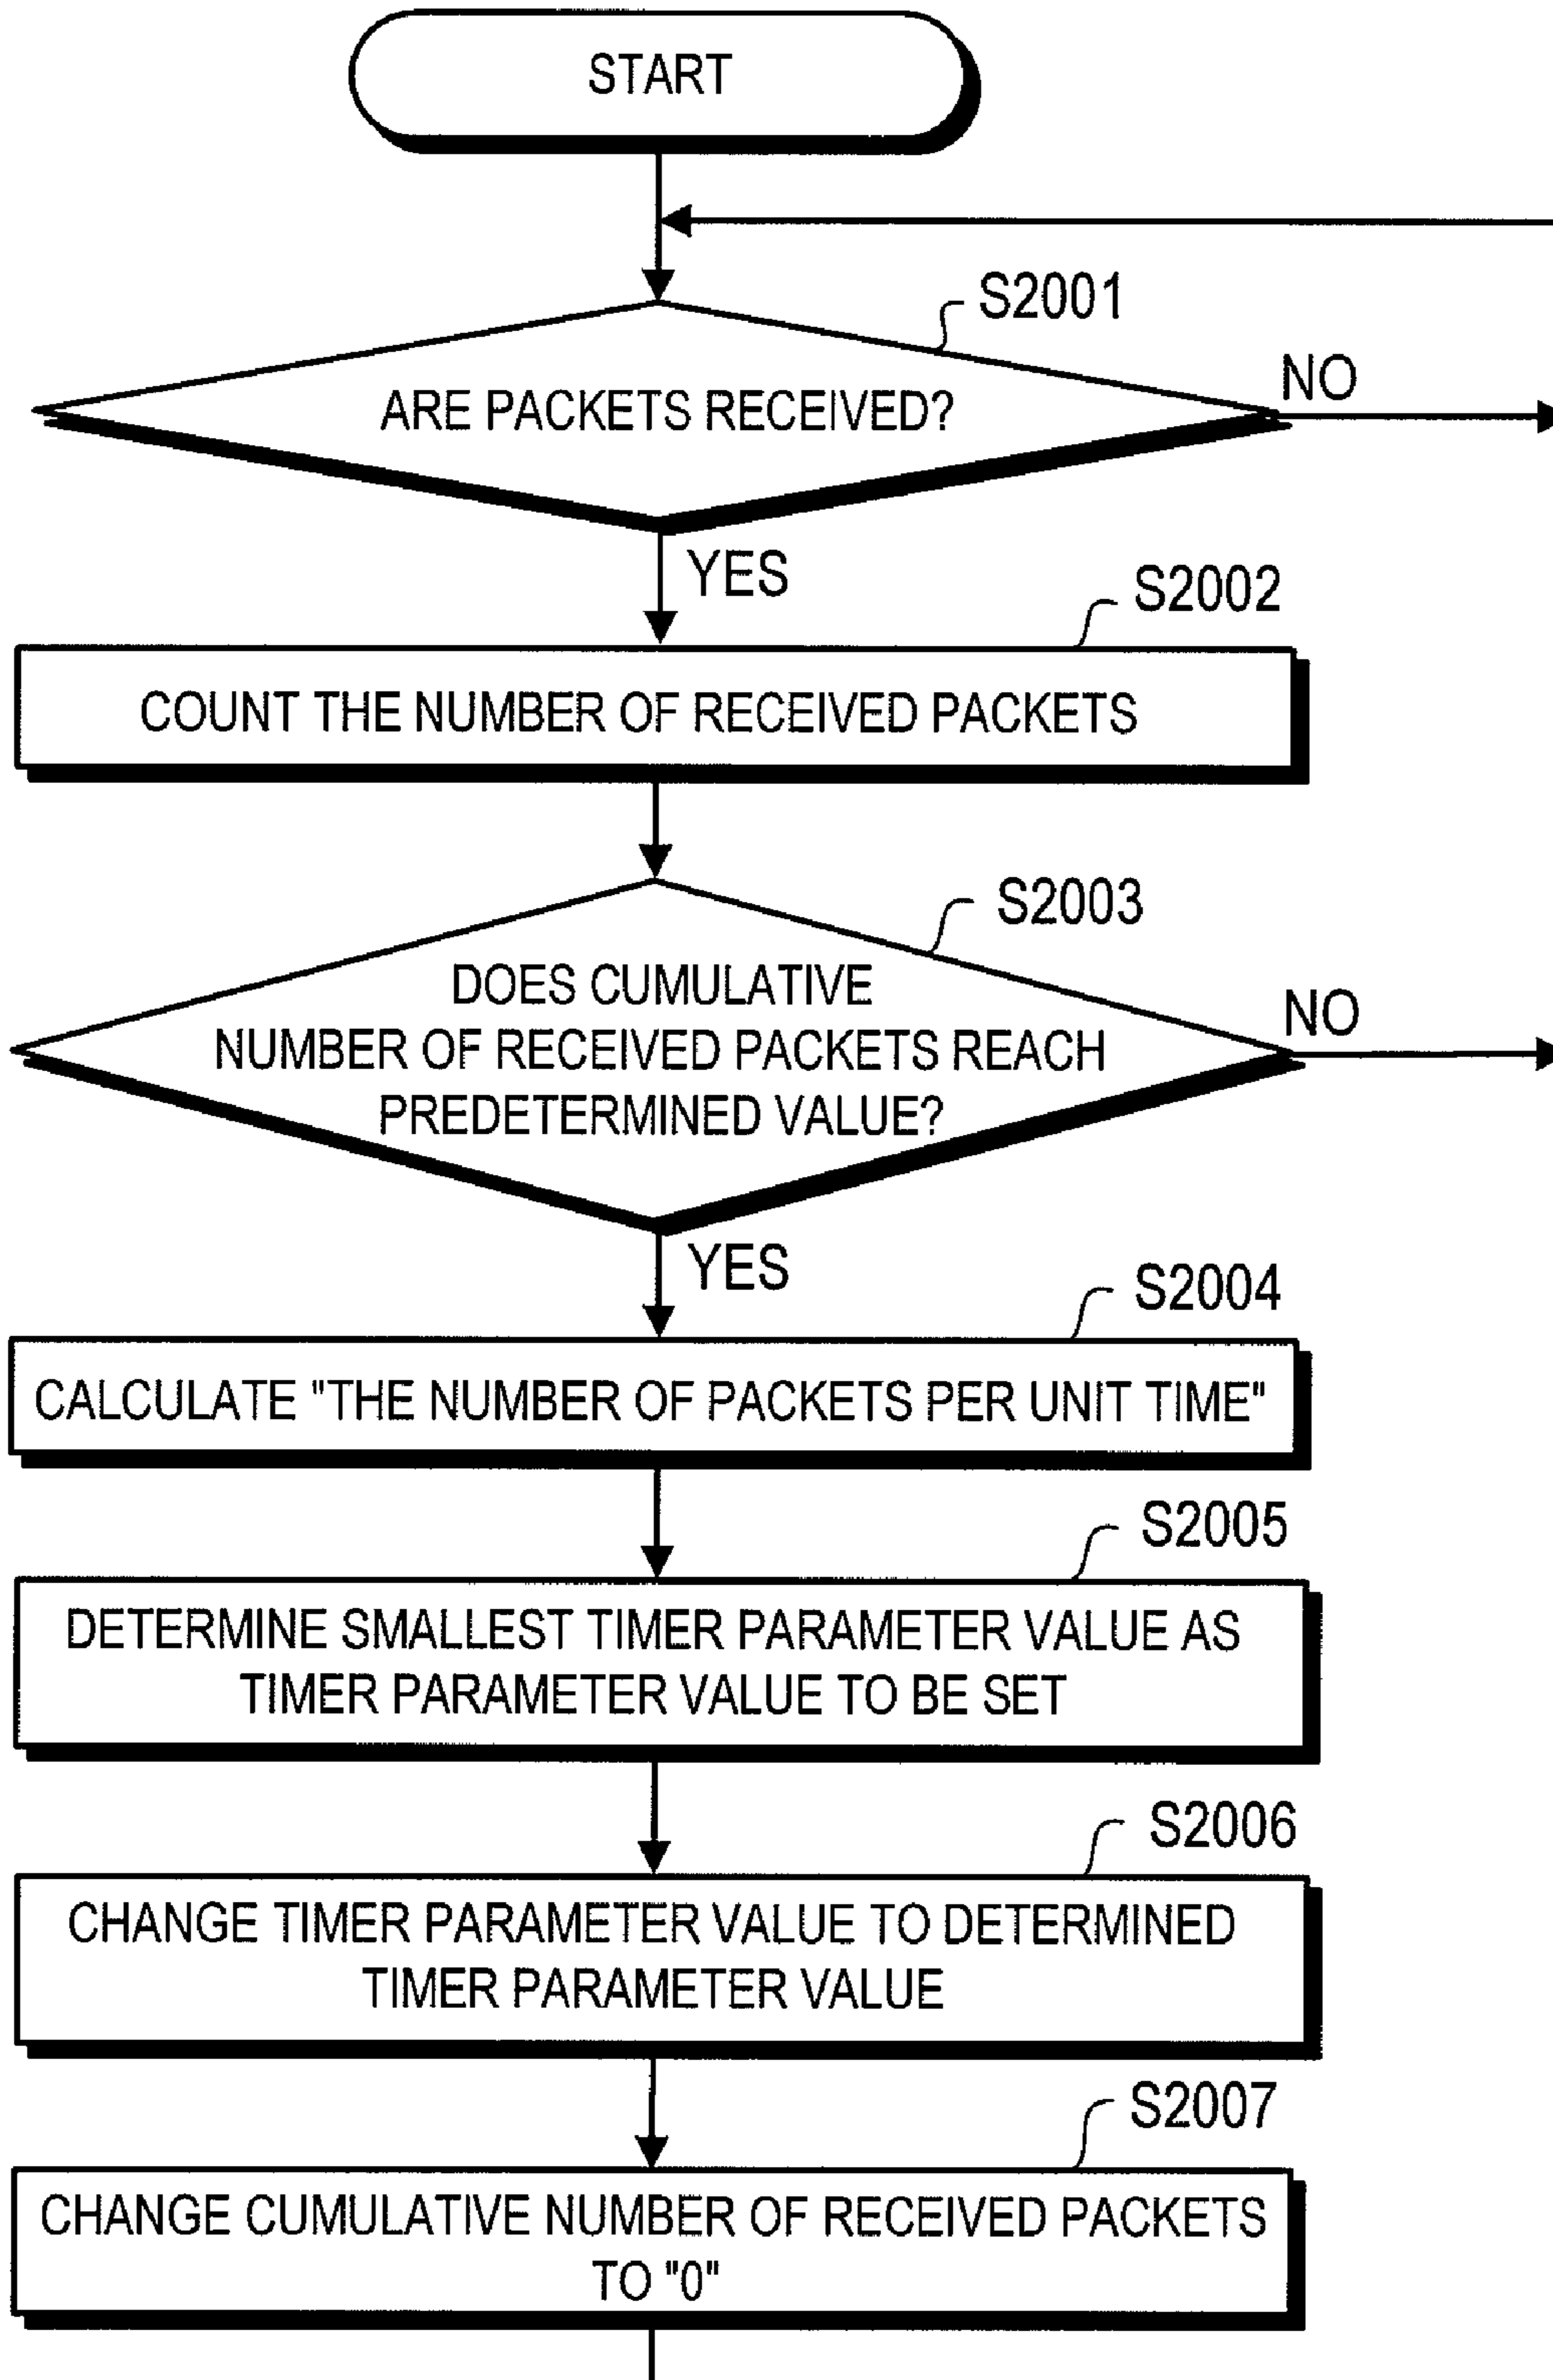 START
S2001
ARE PACKETS RECEIVED?
NO
YES
S2002
COUNT THE NUMBER OF RECEIVED PACKETS
S2003
DOES CUMULATIVE
NUMBER OF RECEIVED PACKETS REACH
PREDETERMINED VALUE?
NO
YES
S2004
CALCULATE "THE NUMBER OF PACKETS PER UNIT TIME"
S2005
DETERMINE SMALLEST TIMER PARAMETER VALUE AS
TIMER PARAMETER VALUE TO BE SET
S2006
CHANGE TIMER PARAMETER VALUE TO DETERMINED
TIMER PARAMETER VALUE
S2007
CHANGE CUMULATIVE NUMBER OF RECEIVED PACKETS
TO "0"